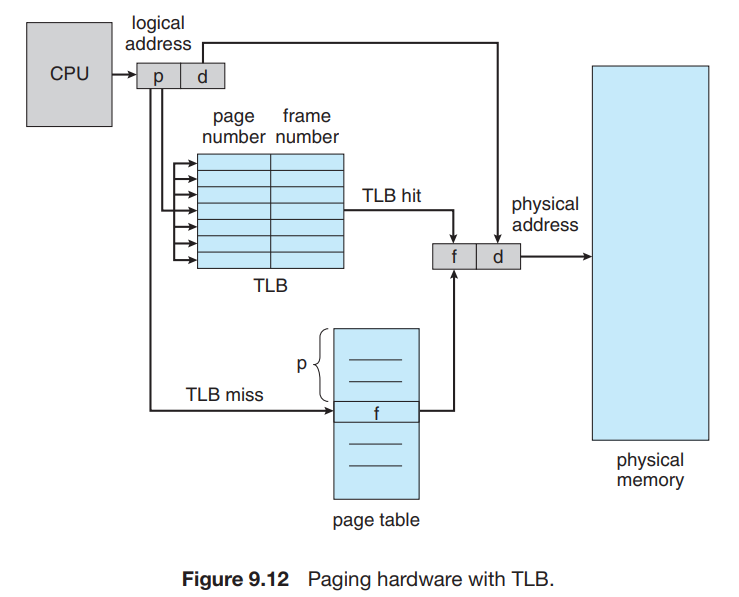 logical
address
CPU
p d
page frame
number number
TLB hit
physical
address
f d
TLB
p
TLB miss
f
physical
memory
page table
Figure 9.12 Paging hardware with TLB.